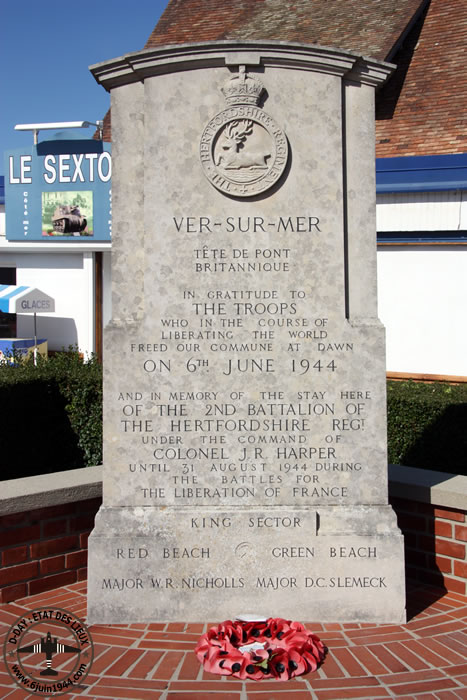 THE HERTFORDSHIRE REGIMENT
VER-SUR-MER
TÊTE DE PONT
BRITANNIQUE
IN GRATITUDE TO
THE TROOPS
WHO IN THE COURSE OF
LIBERATING THE WORLD
FREED OUR COMMUNE AT DAWN
ON 6TH JUNE 1944
AND IN MEMORY OF THE STAY HERE
OF THE 2ND BATTALION OF
THE HERTFORDSHIRE REGT
UNDER THE COMMAND OF
COLONEL J.R. HARPER
UNTIL 31 AUGUST 1944 DURING
THE BATTLES FOR
THE LIBERATION OF FRANCE
KING SECTOR
RED BEACH GREEN BEACH
MAJOR W.R. NICHOLLS MAJOR D.C. SLEMECK
LE SEXTO
GLACES
D-DAY - ETAT DES LIEUX
www.6juin1944.com